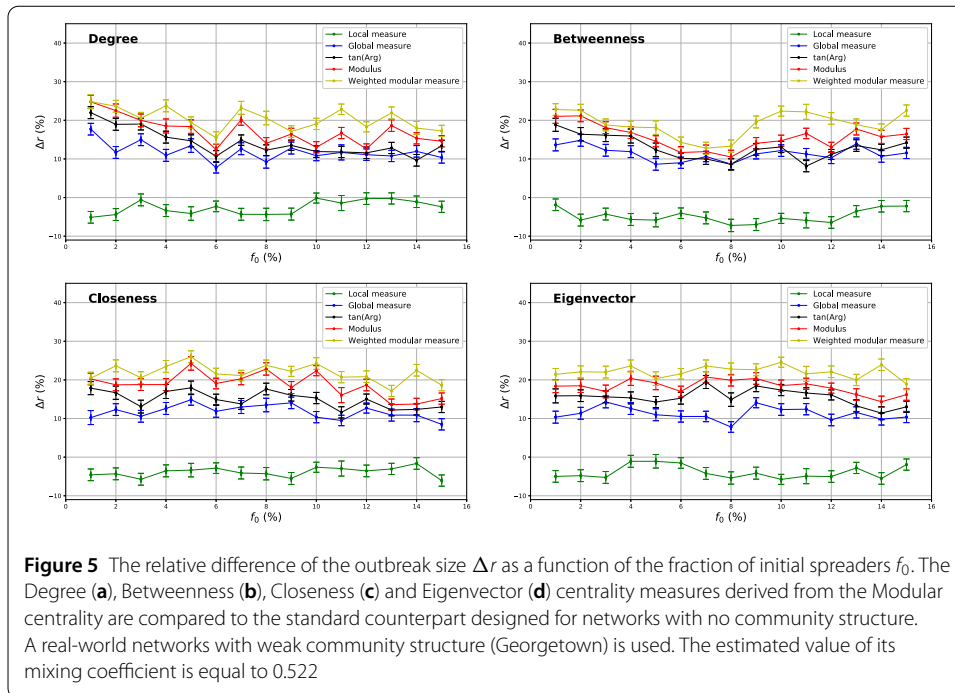 Degree
Local measure
Global measure
tan(Arg)
Modulus
Weighted modular measure
Δr (%)
40
30
20
10
0
−10
0 2 4 6 8 10 12 14 16
f₀ (%)
Betweenness
Local measure
Global measure
tan(Arg)
Modulus
Weighted modular measure
40
30
20
10
0
−10
0 2 4 6 8 10 12 14 16
f₀ (%)
Closeness
Local measure
Global measure
tan(Arg)
Modulus
Weighted modular measure
Δr (%)
40
30
20
10
0
−10
0 2 4 6 8 10 12 14 16
f₀ (%)
Eigenvector
Local measure
Global measure
tan(Arg)
Modulus
Weighted modular measure
40
30
20
10
0
−10
0 2 4 6 8 10 12 14 16
f₀ (%)
Figure 5 The relative difference of the outbreak size Δr as a function of the fraction of initial spreaders f₀. The
Degree (a), Betweenness (b), Closeness (c) and Eigenvector (d) centrality measures derived from the Modular
centrality are compared to the standard counterpart designed for networks with no community structure.
A real-world networks with weak community structure (Georgetown) is used. The estimated value of its
mixing coefficient is equal to 0.522